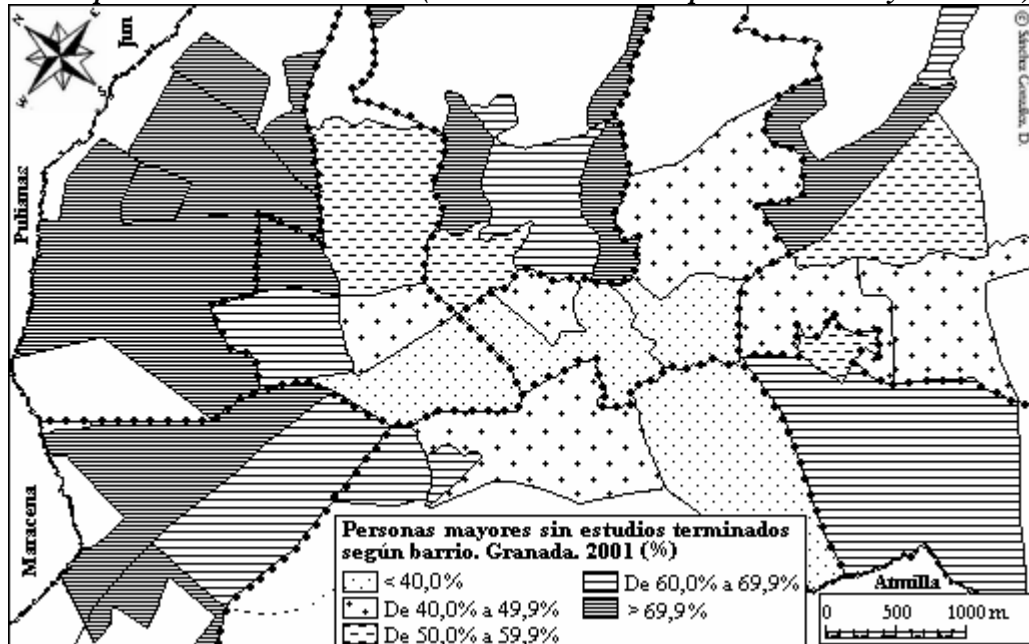 N
E
W
S
Jun
© Sánchez González, D.
Pulianas
Maracena
Personas mayores sin estudios terminados
según barrio. Granada. 2001 (%)
< 40,0%
De 40,0% a 49,9%
De 50,0% a 59,9%
De 60,0% a 69,9%
> 69,9%
Armilla
0 500 1000 m.